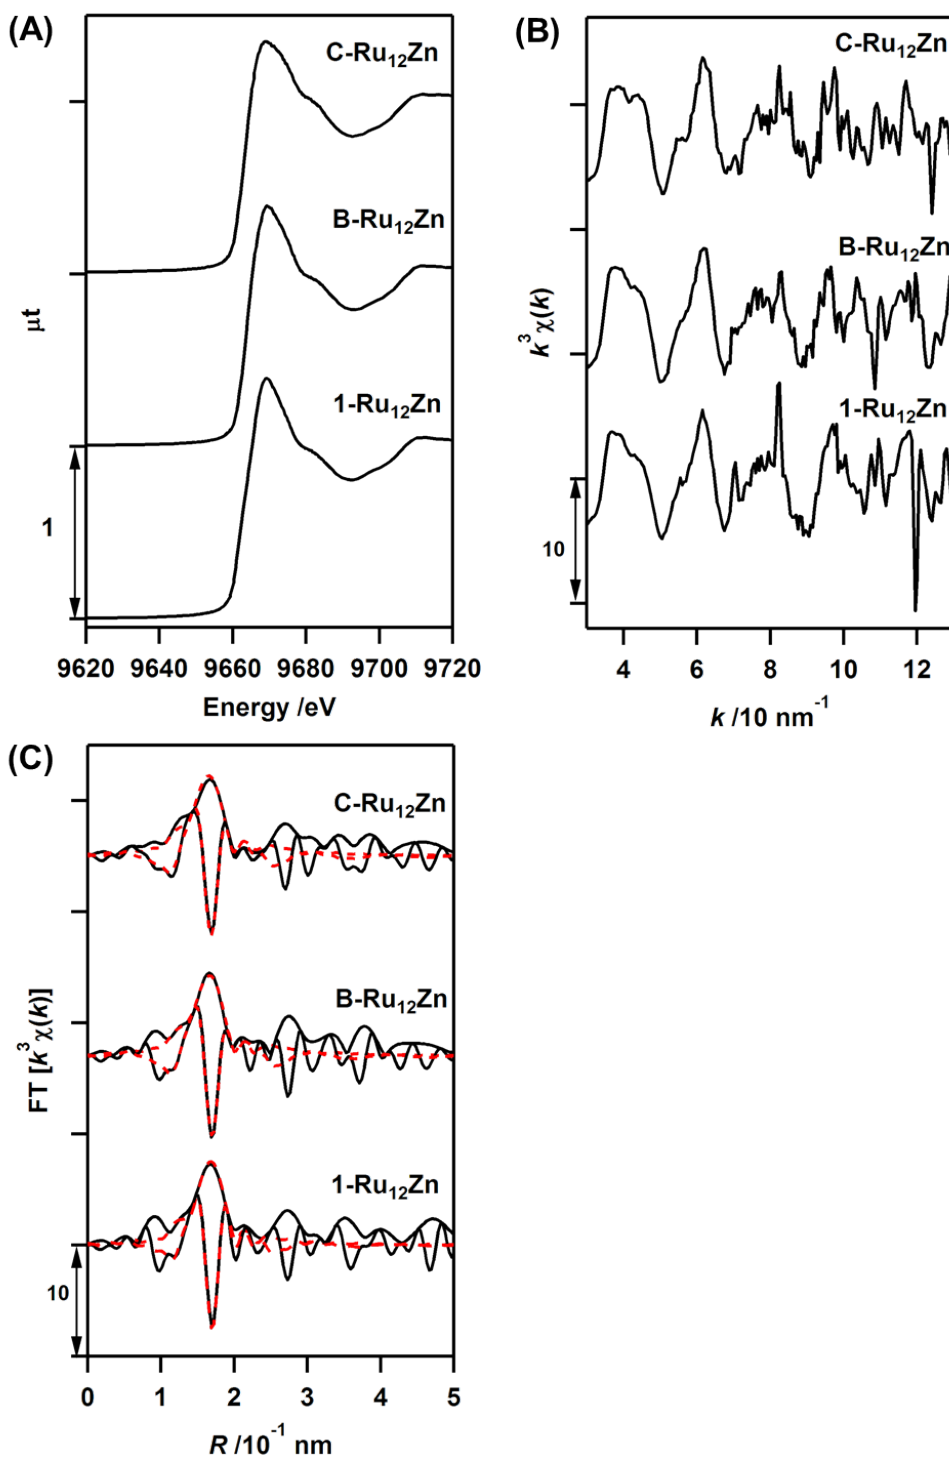 (A)
C-Ru₁₂Zn
B-Ru₁₂Zn
1-Ru₁₂Zn
μt
1
9620 9640 9660 9680 9700 9720
Energy /eV
(B)
C-Ru₁₂Zn
B-Ru₁₂Zn
1-Ru₁₂Zn
k³χ(k)
10
4 6 8 10 12
k /10 nm⁻¹
(C)
C-Ru₁₂Zn
B-Ru₁₂Zn
1-Ru₁₂Zn
FT [k³χ(k)]
10
0 1 2 3 4 5
R /10⁻¹ nm